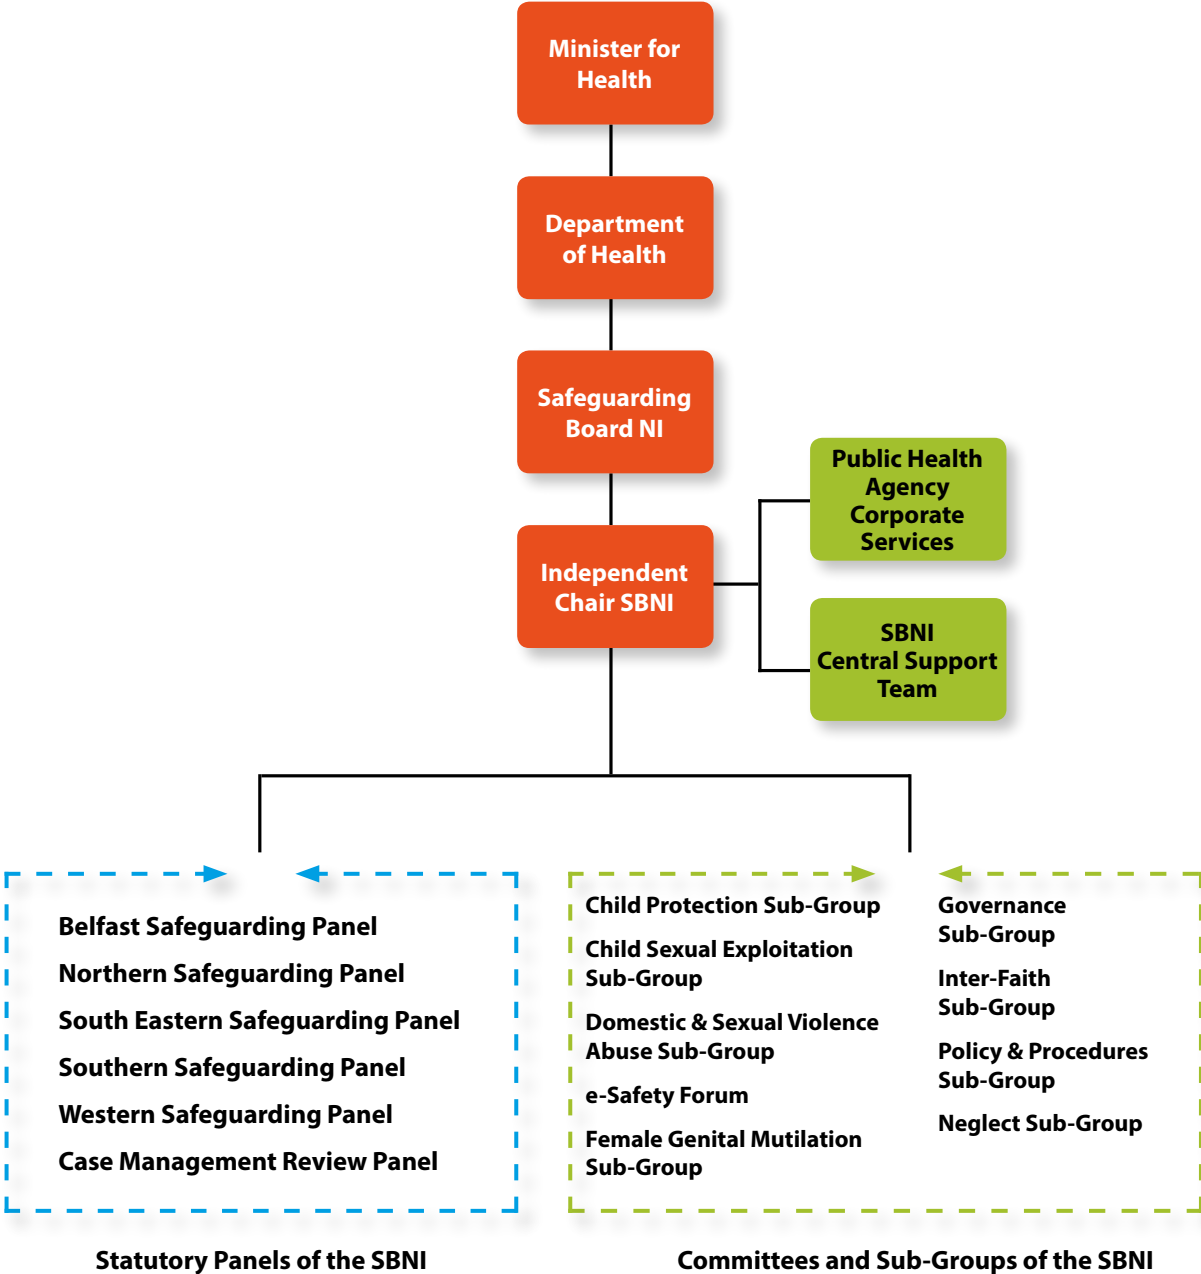 Minister for
Health
Department
of Health
Safeguarding
Board NI
Independent
Chair SBNI
Public Health
Agency
Corporate
Services
SBNI
Central Support
Team
Belfast Safeguarding Panel
Northern Safeguarding Panel
South Eastern Safeguarding Panel
Southern Safeguarding Panel
Western Safeguarding Panel
Case Management Review Panel
Statutory Panels of the SBNI
Child Protection Sub-Group
Child Sexual Exploitation
Sub-Group
Domestic & Sexual Violence
Abuse Sub-Group
e-Safety Forum
Female Genital Mutilation
Sub-Group
Governance
Sub-Group
Inter-Faith
Sub-Group
Policy & Procedures
Sub-Group
Neglect Sub-Group
Committees and Sub-Groups of the SBNI